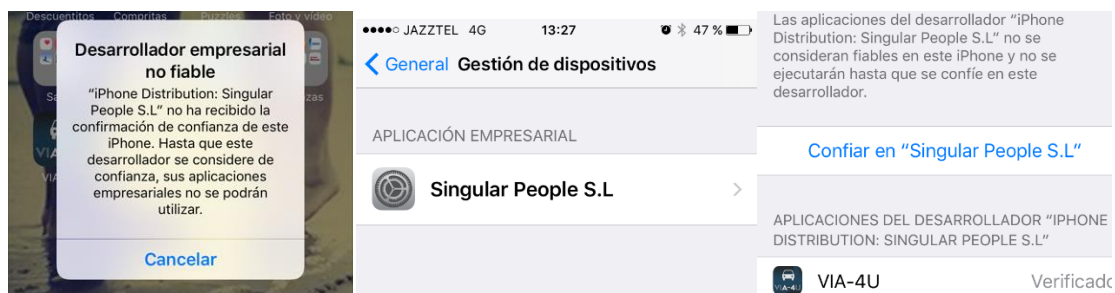 Descuentitos Compritas Puzzles Foto y vídeo
Desarrollador empresarial
no fiable
“iPhone Distribution: Singular
People S.L” no ha recibido la
confirmación de confianza de este
iPhone. Hasta que este
desarrollador se considere de
confianza, sus aplicaciones
empresariales no se podrán
utilizar.
Cancelar
JAZZTEL 4G 13:27 47 %
General Gestión de dispositivos
APLICACIÓN EMPRESARIAL
Singular People S.L
Las aplicaciones del desarrollador “iPhone
Distribution: Singular People S.L” no se
consideran fiables en este iPhone y no se
ejecutarán hasta que se confíe en este
desarrollador.
Confiar en “Singular People S.L”
APLICACIONES DEL DESARROLLADOR “IPHONE
DISTRIBUTION: SINGULAR PEOPLE S.L”
VIA-4U
VIA-4U Verificado